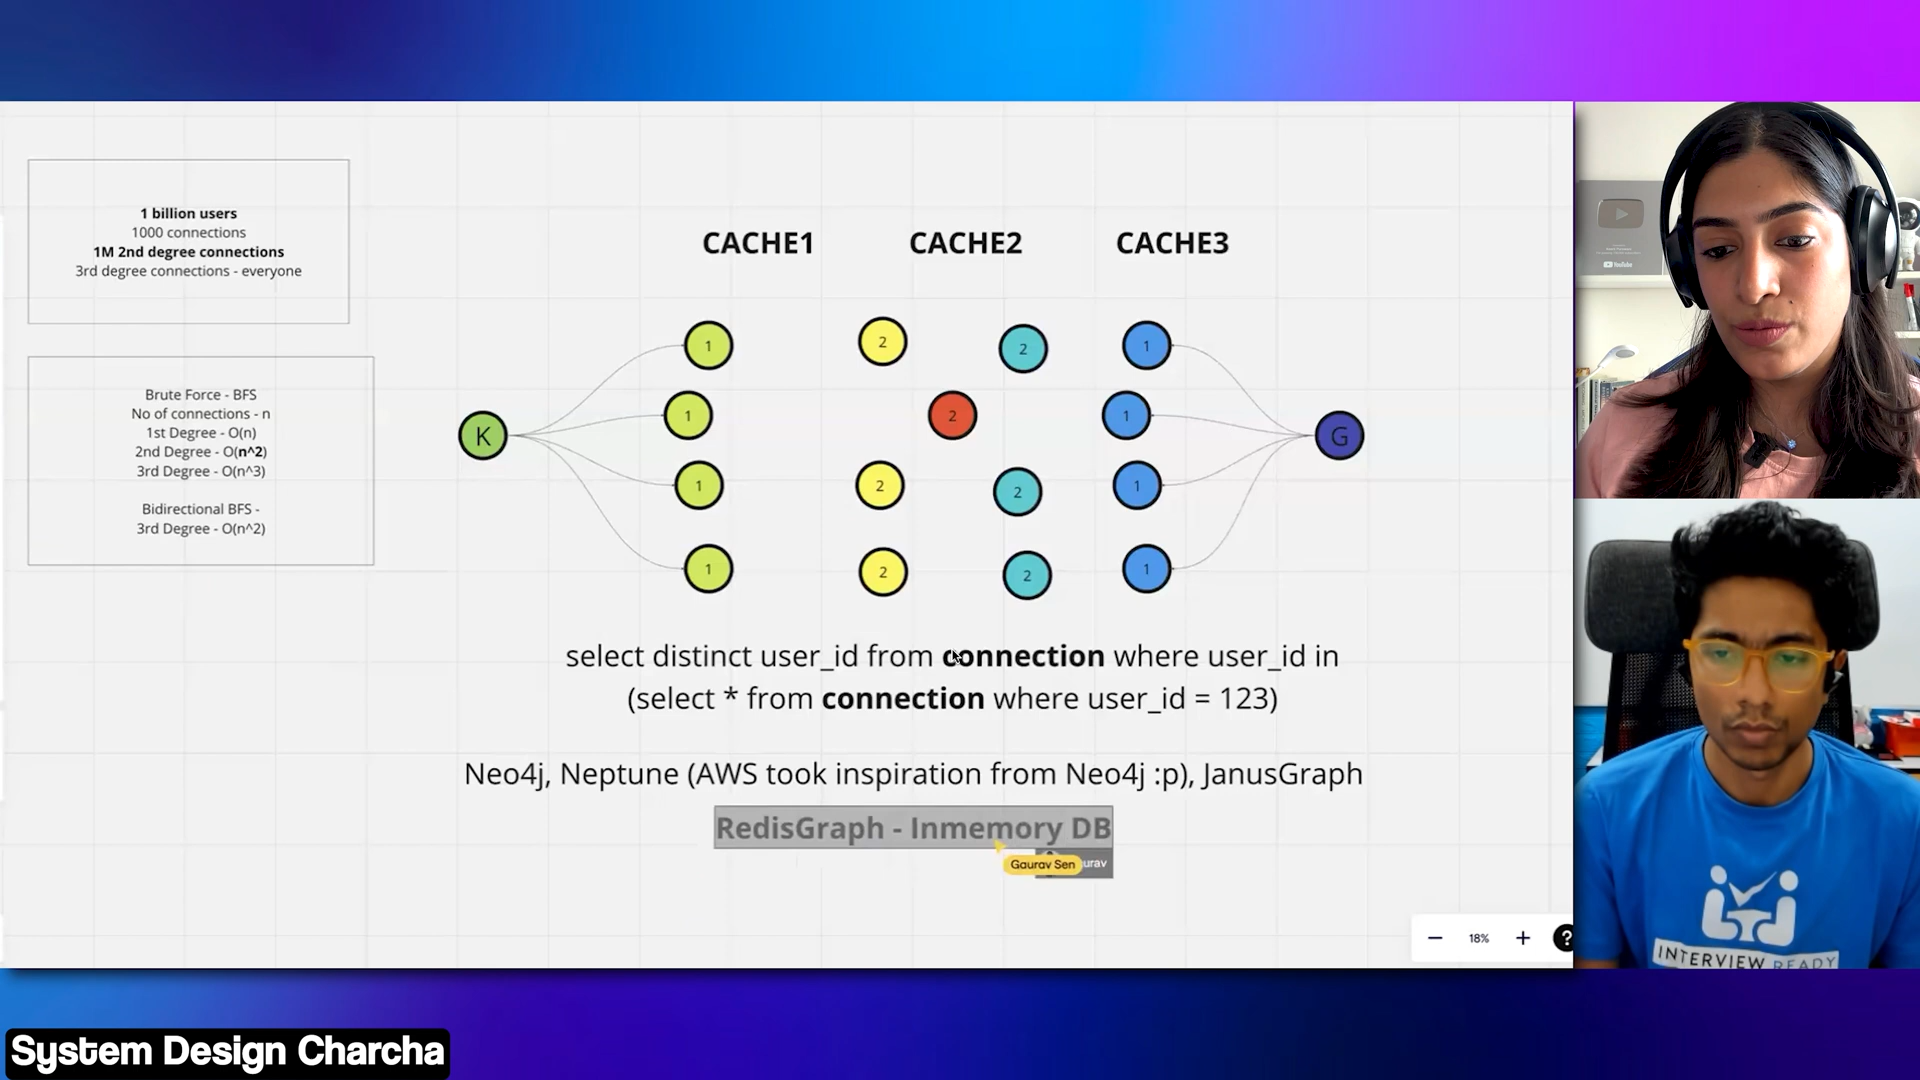 1 billion users
1000 connections
1M 2nd degree connections
3rd degree connections - everyone
Brute Force - BFS
No of connections - n
1st Degree - O(n)
2nd Degree - O(n^2)
3rd Degree - O(n^3)
Bidirectional BFS -
3rd Degree - O(n^2)
CACHE1 CACHE2 CACHE3
1 2 2 1
1 2 1
K G
1 2 2 1
1 2 2 1
select distinct user_id from connection where user_id in
(select * from connection where user_id = 123)
Neo4j, Neptune (AWS took inspiration from Neo4j :p), JanusGraph
RedisGraph - Inmemory DB
Gaurav Sen
18%
?
YouTube
INTERVIEW READY
System Design Charcha